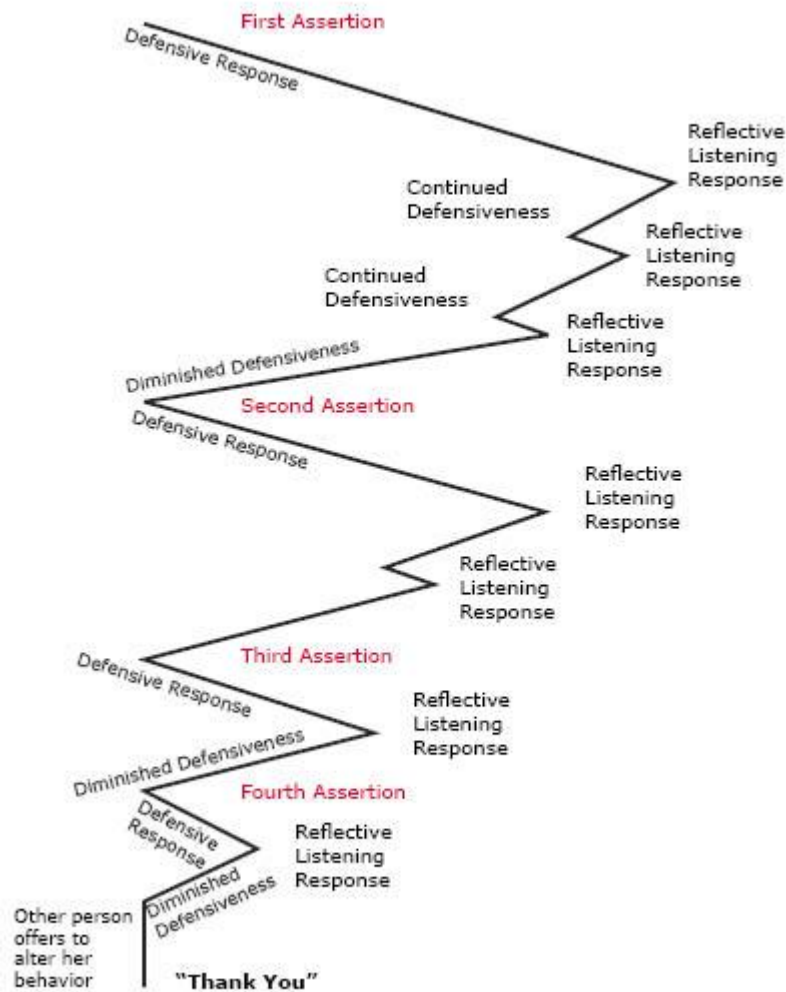 First Assertion
Defensive Response
Reflective
Listening
Response
Continued
Defensiveness
Reflective
Listening
Response
Continued
Defensiveness
Reflective
Listening
Response
Diminished Defensiveness
Second Assertion
Defensive Response
Reflective
Listening
Response
Reflective
Listening
Response
Third Assertion
Defensive Response
Reflective
Listening
Response
Diminished Defensiveness
Fourth Assertion
Defensive
Response
Reflective
Listening
Response
Diminished
Defensiveness
Other person
offers to
alter her
behavior
“Thank You”